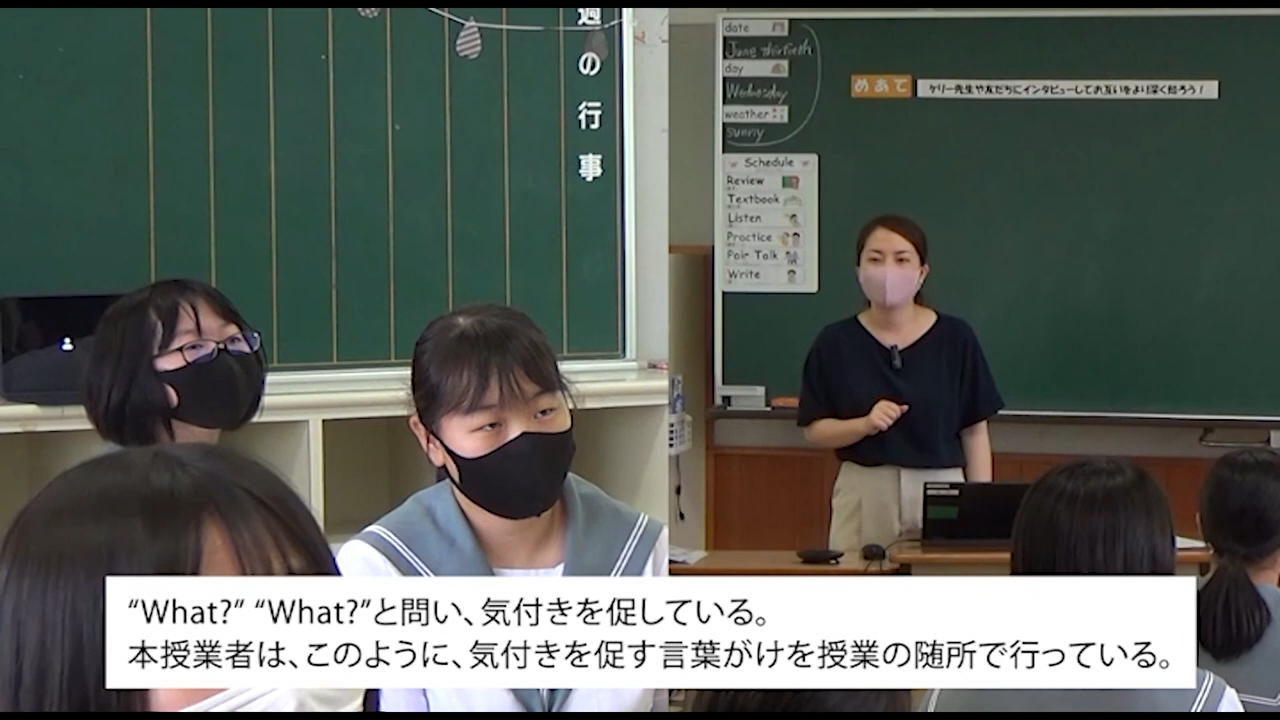 週の行事
date
June thirtieth
day
Wednesday
weather
sunny
Schedule
Review
Textbook
Listen
Practice
Pair Talk
Write
めあて
ケリー先生や友だちにインタビューしてお互いをより深く知ろう！
“What?” “What?”と問い、気付きを促している。
本授業者は、このように、気付きを促す言葉がけを授業の随所で行っている。